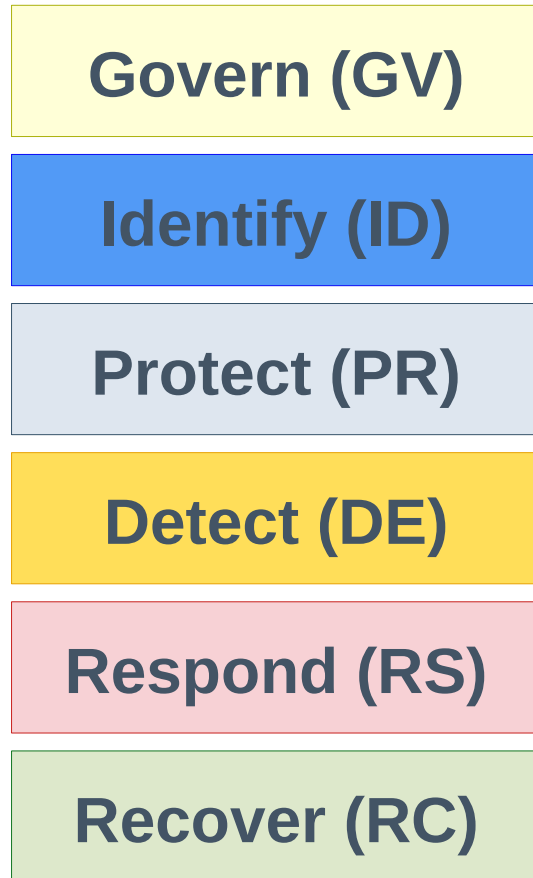 Govern (GV)
Identify (ID)
Protect (PR)
Detect (DE)
Respond (RS)
Recover (RC)